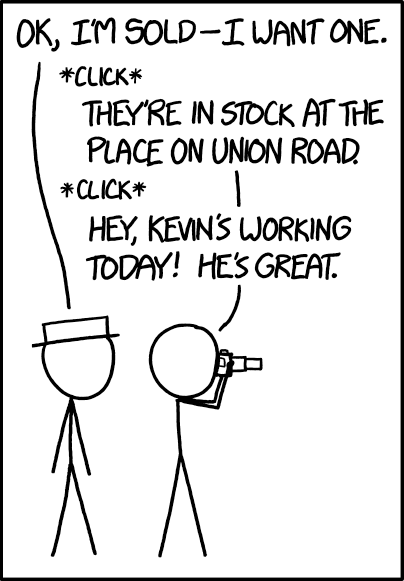 OK, I'M SOLD—I WANT ONE.
*CLICK*
THEY'RE IN STOCK AT THE
PLACE ON UNION ROAD.
*CLICK*
HEY, KEVIN'S WORKING
TODAY! HE'S GREAT.